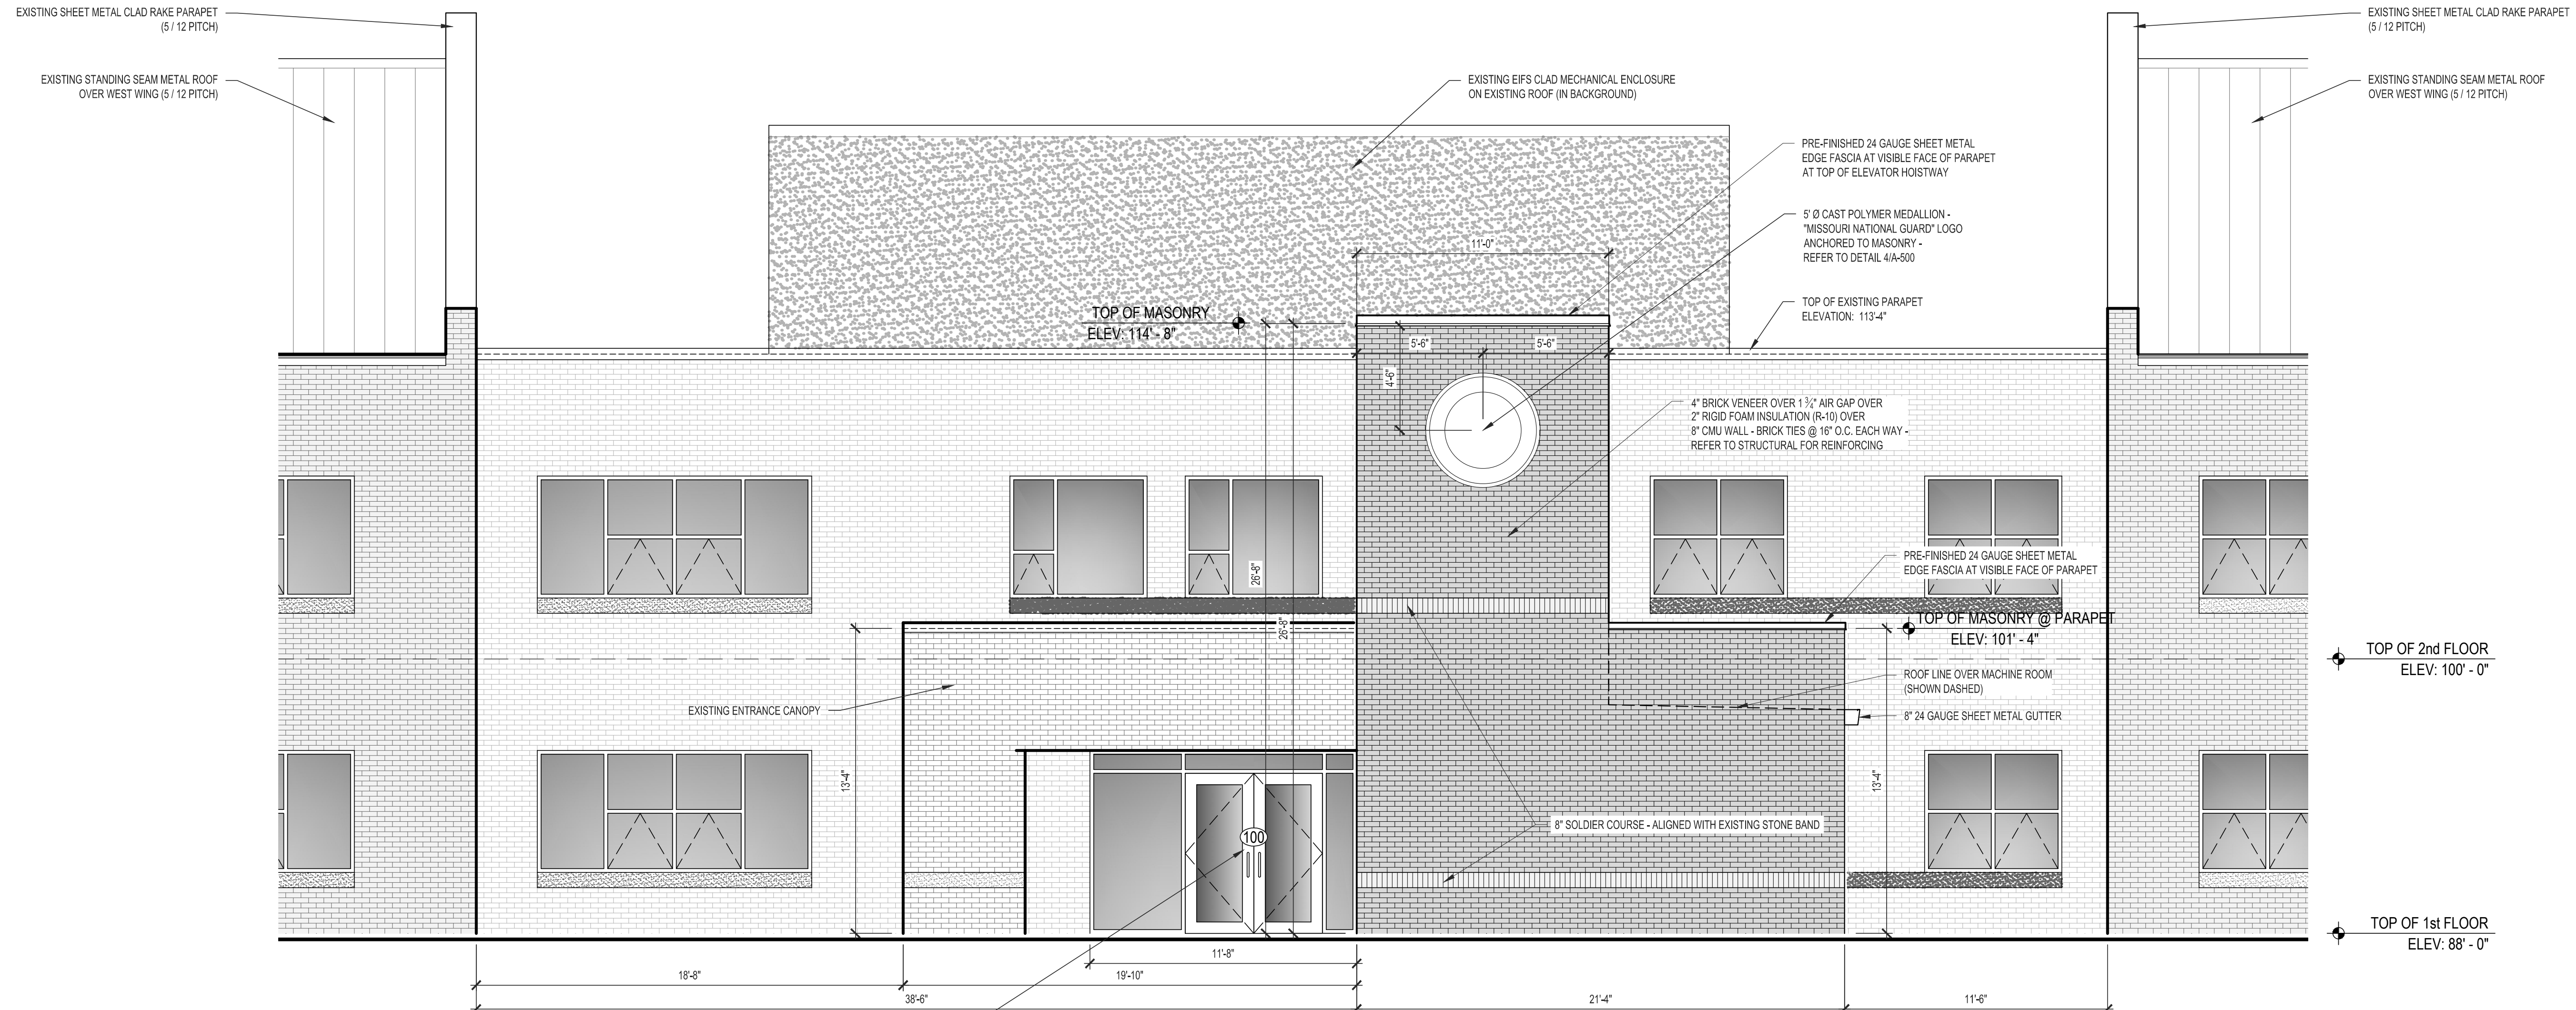 EXISTING SHEET METAL CLAD RAKE PARAPET
(5 / 12 PITCH)
EXISTING SHEET METAL CLAD RAKE PARAPET
(5 / 12 PITCH)
EXISTING STANDING SEAM METAL ROOF
OVER WEST WING (5 / 12 PITCH)
EXISTING EIFS CLAD MECHANICAL ENCLOSURE
ON EXISTING ROOF (IN BACKGROUND)
EXISTING STANDING SEAM METAL ROOF
OVER WEST WING (5 / 12 PITCH)
PRE-FINISHED 24 GAUGE SHEET METAL
EDGE FASCIA AT VISIBLE FACE OF PARAPET
AT TOP OF ELEVATOR HOISTWAY
5' Ø CAST POLYMER MEDALLION -
"MISSOURI NATIONAL GUARD" LOGO
ANCHORED TO MASONRY -
REFER TO DETAIL 4/A-500
11'-0"
TOP OF EXISTING PARAPET
ELEVATION: 113'-4"
TOP OF MASONRY
ELEV: 114' - 8"
5'-6"
5'-6"
4'-6"
4" BRICK VENEER OVER 1 3/4" AIR GAP OVER
2" RIGID FOAM INSULATION (R-10) OVER
8" CMU WALL - BRICK TIES @ 16" O.C. EACH WAY -
REFER TO STRUCTURAL FOR REINFORCING
PRE-FINISHED 24 GAUGE SHEET METAL
EDGE FASCIA AT VISIBLE FACE OF PARAPET
26'-8"
26'-8"
TOP OF MASONRY @ PARAPET
ELEV: 101' - 4"
TOP OF 2nd FLOOR
ELEV: 100' - 0"
ROOF LINE OVER MACHINE ROOM
(SHOWN DASHED)
EXISTING ENTRANCE CANOPY
8" 24 GAUGE SHEET METAL GUTTER
13'-4"
13'-4"
8" SOLDIER COURSE - ALIGNED WITH EXISTING STONE BAND
100
TOP OF 1st FLOOR
ELEV: 88' - 0"
11'-8"
18'-8"
19'-10"
38'-6"
21'-4"
11'-6"